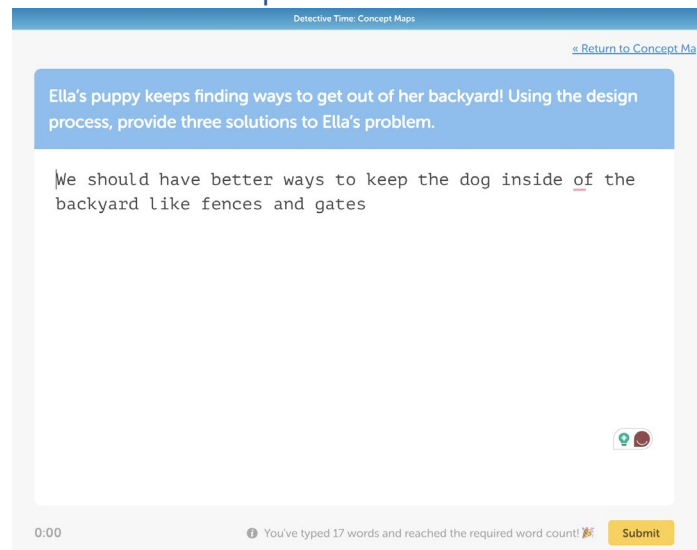 Detective Time: Concept Maps
« Return to Concept Ma
Ella's puppy keeps finding ways to get out of her backyard! Using the design
process, provide three solutions to Ella's problem.
We should have better ways to keep the dog inside of the
backyard like fences and gates
0:00 You've typed 17 words and reached the required word count! 🎉 Submit